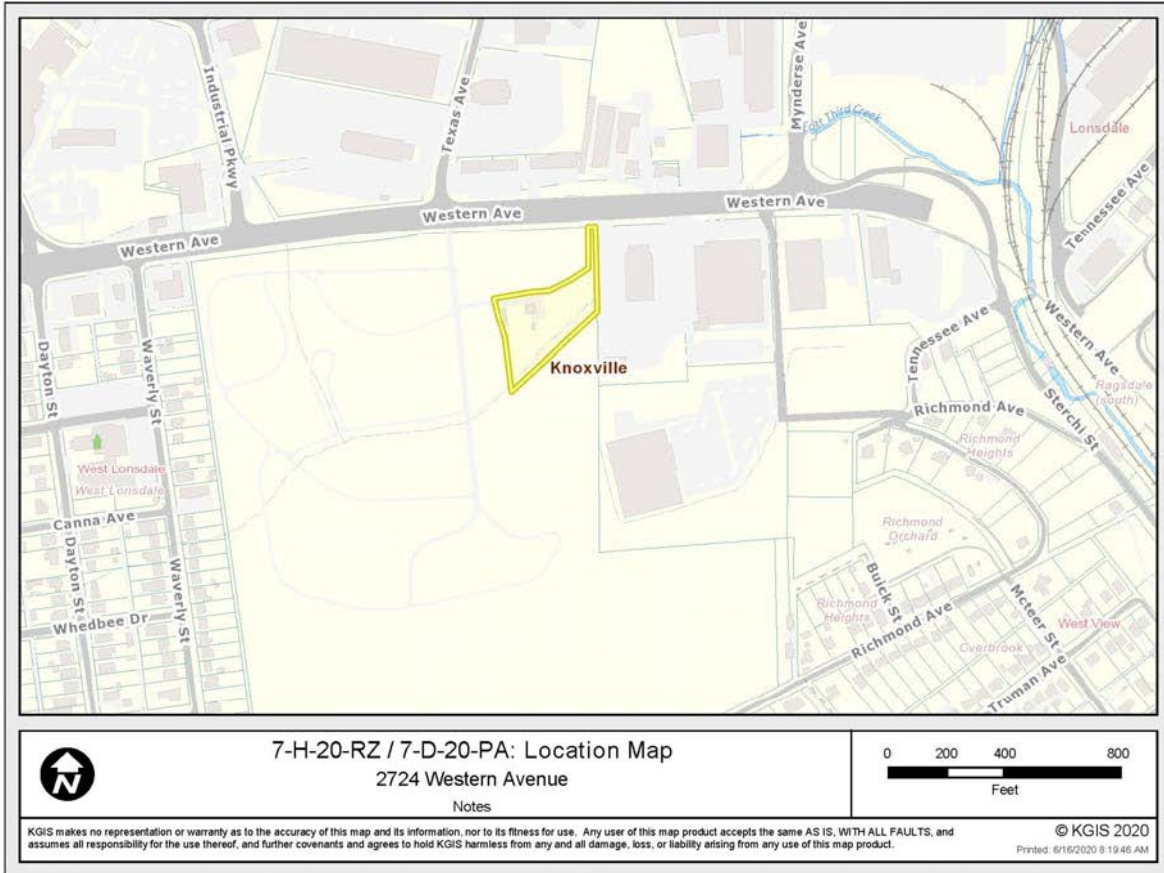 Industrial Pkwy
Texas Ave
Mynderse Ave
East Third Creek
Lonsdale
Tennessee Ave
Western Ave
Western Ave
Western Ave
Dayton St
Waverly St
Knoxville
Tennessee Ave
Western Ave
Ragsdale
(south)
Richmond Ave
Sterchi St
Richmond
Heights
West Lonsdale
West Lonsdale
Canna Ave
Dayton St
Waverly St
Whedbee Dr
Richmond
Orchard
Buick St
Richmond
Heights
Richmond Ave
Mcteer St
West View
Overbrook
Truman Ave
N
7-H-20-RZ / 7-D-20-PA: Location Map
2724 Western Avenue
Notes
0 200 400 800
Feet
KGIS makes no representation or warranty as to the accuracy of this map and its information, nor to its fitness for use. Any user of this map product accepts the same AS IS, WITH ALL FAULTS, and
assumes all responsibility for the use thereof, and further covenants and agrees to hold KGIS harmless from any and all damage, loss, or liability arising from any use of this map product.
© KGIS 2020
Printed: 6/16/2020 8:19:46 AM